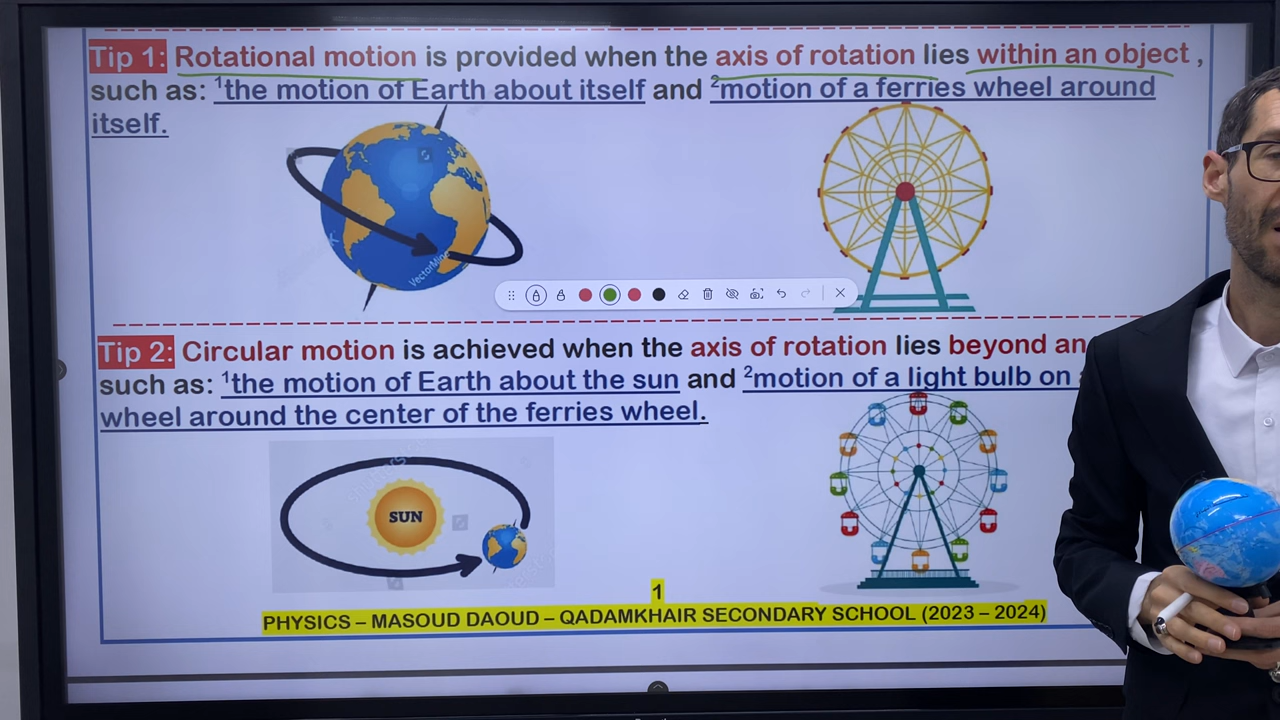 Tip 1: Rotational motion is provided when the axis of rotation lies within an object ,
such as: ¹the motion of Earth about itself and ²motion of a ferries wheel around
itself.
VectorMine
Tip 2: Circular motion is achieved when the axis of rotation lies beyond an
such as: ¹the motion of Earth about the sun and ²motion of a light bulb on
wheel around the center of the ferries wheel.
SUN
1
PHYSICS – MASOUD DAOUD – QADAMKHAIR SECONDARY SCHOOL (2023 – 2024)